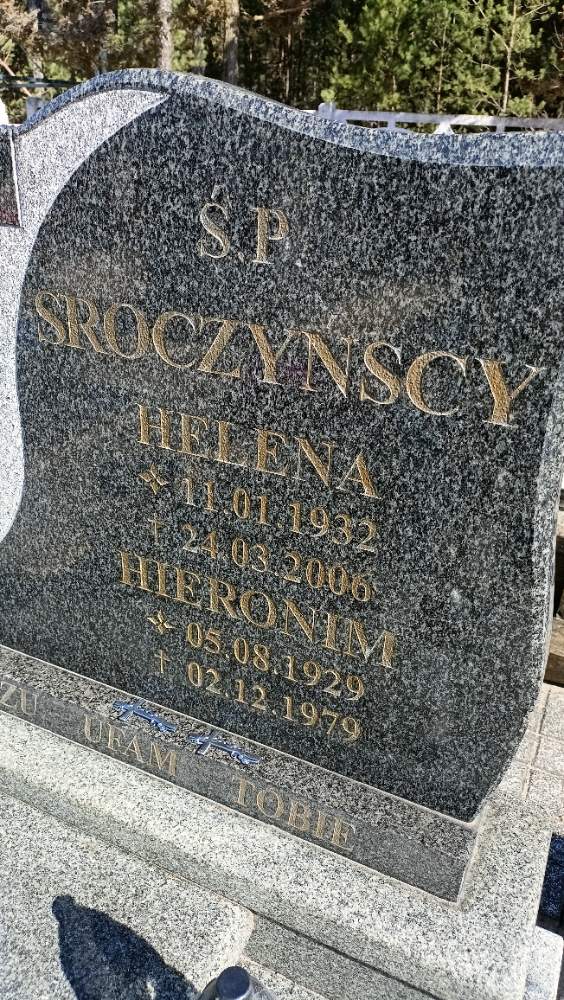 Ś.P
SROCZYNSCY
HELENA
11.01.1932
† 24.03.2006
HIERONIM
05.08.1929
† 02.12.1979
ZU UFAM TOBIE